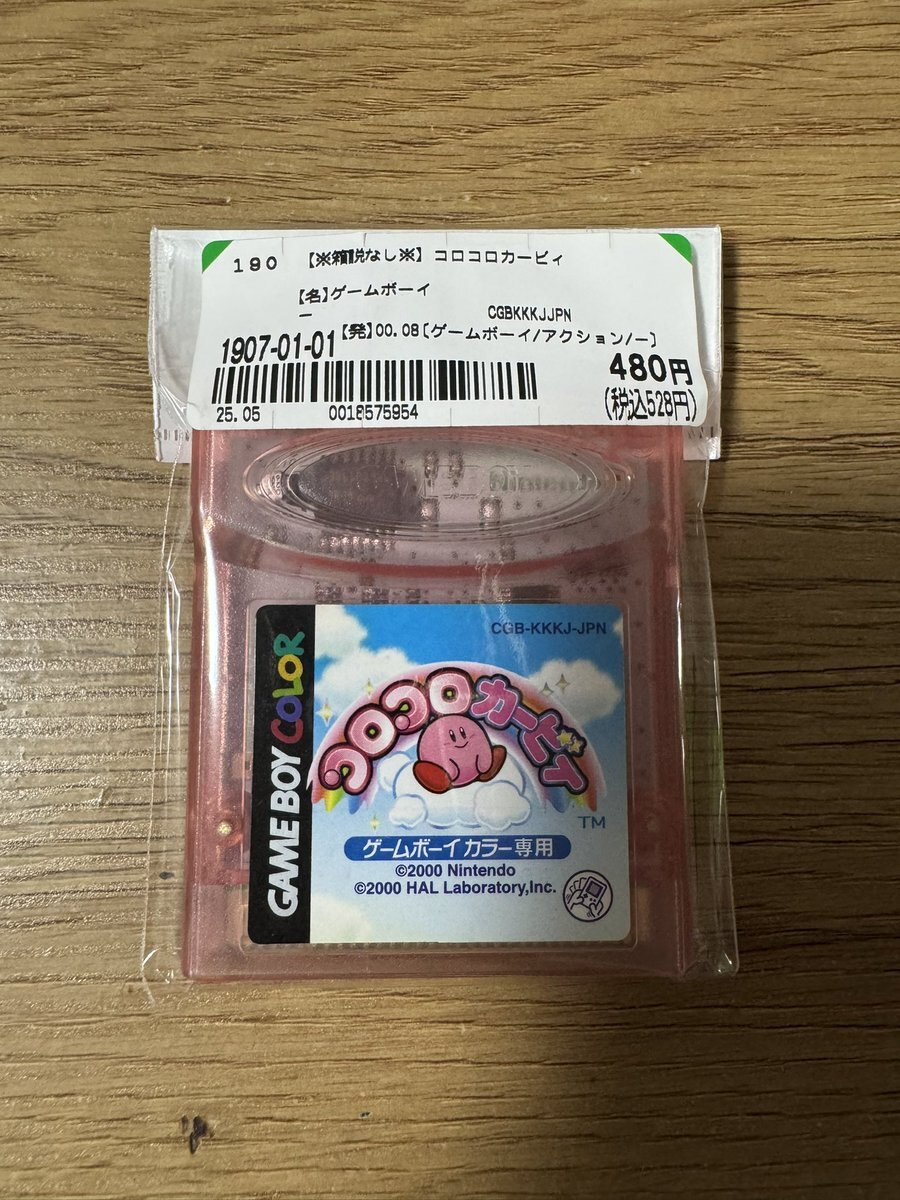 190 【※箱説なし※】コロコロカービィ
【名】ゲームボーイ
— CGBKKKJJPN
1907-01-01 【発】00.08〔ゲームボーイ/アクション/—〕
480円
25.05 0018575954 (税込528円)
Nintendo
CGB-KKKJ-JPN
GAME BOY COLOR
コロコロカービィ
TM
ゲームボーイカラー専用
©2000 Nintendo
©2000 HAL Laboratory,Inc.